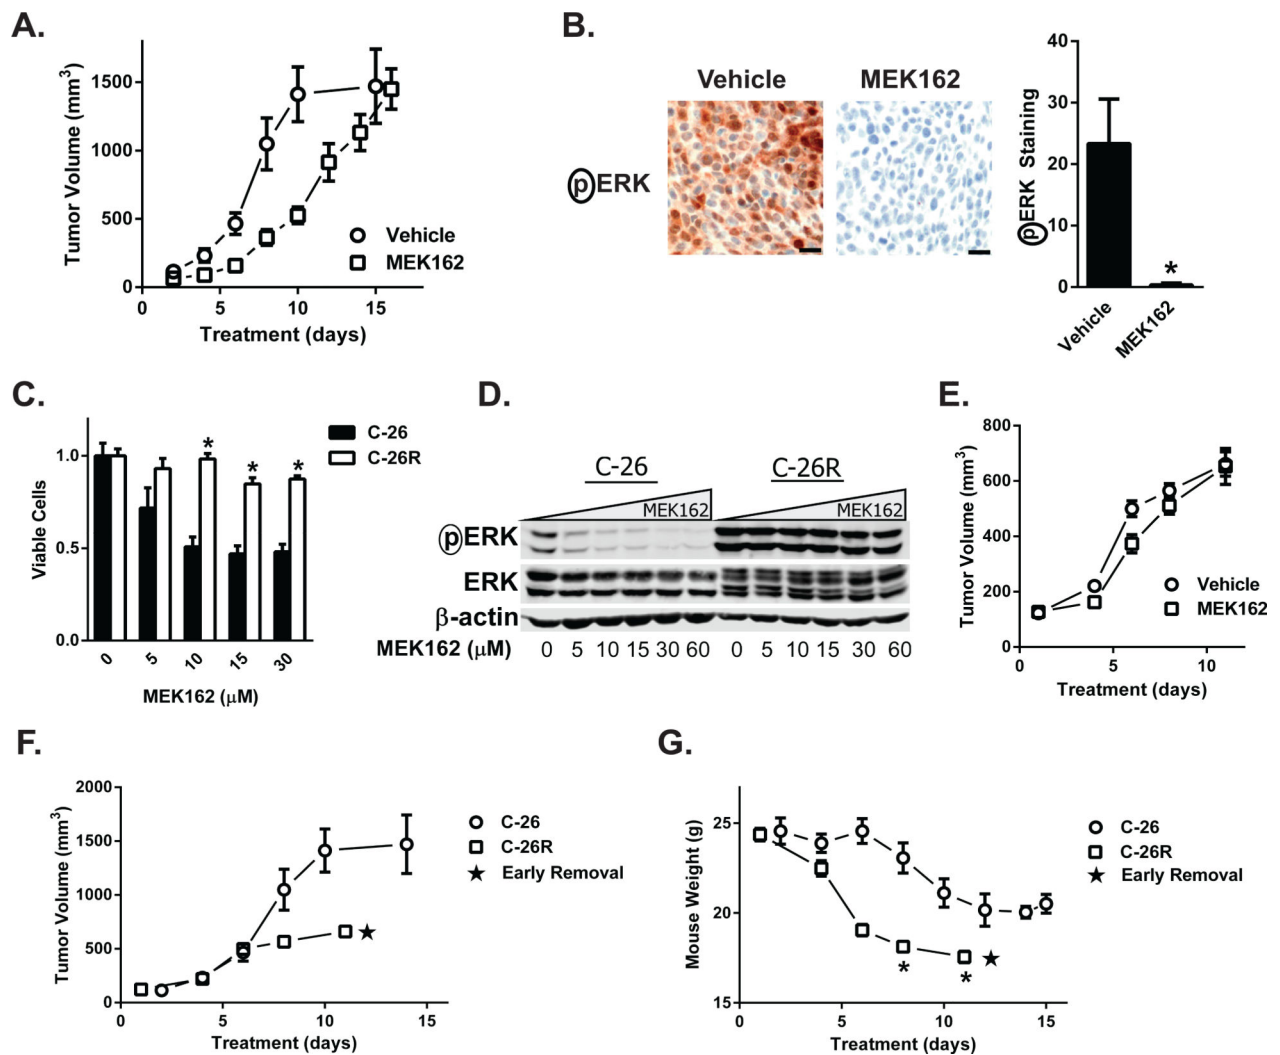 A.
Tumor Volume (mm³)
1500
1000
500
0
0 5 10 15
Treatment (days)
Vehicle
MEK162
B.
Vehicle MEK162
pERK
pERK Staining
40
30
20
10
0
*
Vehicle
MEK162
C.
Viable Cells
1.0
0.5
0.0
* * *
0 5 10 15 30
MEK162 (μM)
C-26
C-26R
D.
C-26 C-26R
MEK162 MEK162
pERK
ERK
β-actin
MEK162 (μM) 0 5 10 15 30 60 0 5 10 15 30 60
E.
Tumor Volume (mm³)
800
600
400
200
0
0 5 10
Treatment (days)
Vehicle
MEK162
F.
Tumor Volume (mm³)
2000
1500
1000
500
0
0 5 10 15
Treatment (days)
C-26
C-26R
★ Early Removal
G.
Mouse Weight (g)
25
20
15
* *
0 5 10 15
Treatment (days)
C-26
C-26R
★ Early Removal